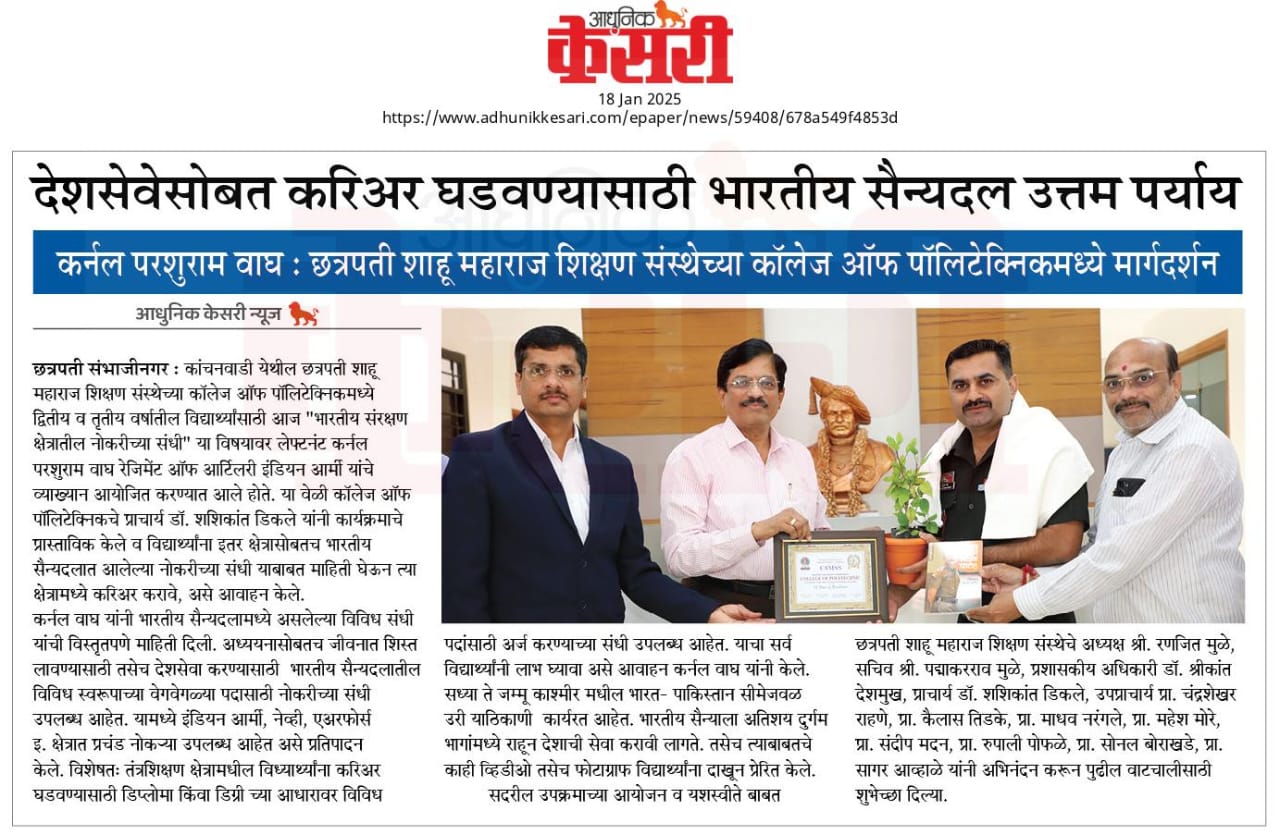 आधुनिक
केसरी
18 Jan 2025
https://www.adhunikkesari.com/epaper/news/59408/678a549f4853d
देशसेवेसोबत करिअर घडवण्यासाठी भारतीय सैन्यदल उत्तम पर्याय
कर्नल परशुराम वाघ : छत्रपती शाहू महाराज शिक्षण संस्थेच्या कॉलेज ऑफ पॉलिटेक्निकमध्ये मार्गदर्शन
आधुनिक केसरी न्यूज
छत्रपती संभाजीनगर : कांचनवाडी येथील छत्रपती शाहू
महाराज शिक्षण संस्थेच्या कॉलेज ऑफ पॉलिटेक्निकमध्ये
द्वितीय व तृतीय वर्षातील विद्यार्थ्यांसाठी आज "भारतीय संरक्षण
क्षेत्रातील नोकरीच्या संधी" या विषयावर लेफ्टनंट कर्नल
परशुराम वाघ रेजिमेंट ऑफ आर्टिलरी इंडियन आर्मी यांचे
व्याख्यान आयोजित करण्यात आले होते. या वेळी कॉलेज ऑफ
पॉलिटेक्निकचे प्राचार्य डॉ. शशिकांत डिकले यांनी कार्यक्रमाचे
प्रास्ताविक केले व विद्यार्थ्यांना इतर क्षेत्रासोबतच भारतीय
सैन्यदलात आलेल्या नोकरीच्या संधी याबाबत माहिती घेऊन त्या
क्षेत्रामध्ये करिअर करावे, असे आवाहन केले.
कर्नल वाघ यांनी भारतीय सैन्यदलामध्ये असलेल्या विविध संधी
यांची विस्तृतपणे माहिती दिली. अध्ययनासोबतच जीवनात शिस्त
लावण्यासाठी तसेच देशसेवा करण्यासाठी भारतीय सैन्यदलातील
विविध स्वरूपाच्या वेगवेगळ्या पदासाठी नोकरीच्या संधी
उपलब्ध आहेत. यामध्ये इंडियन आर्मी, नेव्ही, एअरफोर्स
इ. क्षेत्रात प्रचंड नोकऱ्या उपलब्ध आहेत असे प्रतिपादन
केले. विशेषतः तंत्रशिक्षण क्षेत्रामधील विध्यार्थ्यांना करिअर
घडवण्यासाठी डिप्लोमा किंवा डिग्री च्या आधारावर विविध
CSMSS
COLLEGE OF POLYTECHNIC
पदांसाठी अर्ज करण्याच्या संधी उपलब्ध आहेत. याचा सर्व
विद्यार्थ्यांनी लाभ घ्यावा असे आवाहन कर्नल वाघ यांनी केले.
सध्या ते जम्मू काश्मीर मधील भारत- पाकिस्तान सीमेजवळ
उरी याठिकाणी कार्यरत आहेत. भारतीय सैन्याला अतिशय दुर्गम
भागांमध्ये राहून देशाची सेवा करावी लागते. तसेच त्याबाबतचे
काही व्हिडीओ तसेच फोटोग्राफ विद्यार्थ्यांना दाखून प्रेरित केले.
सदरील उपक्रमाच्या आयोजन व यशस्वीते बाबत
छत्रपती शाहू महाराज शिक्षण संस्थेचे अध्यक्ष श्री. रणजित मुळे,
सचिव श्री. पद्माकरराव मुळे, प्रशासकीय अधिकारी डॉ. श्रीकांत
देशमुख, प्राचार्य डॉ. शशिकांत डिकले, उपप्राचार्य प्रा. चंद्रशेखर
राहणे, प्रा. कैलास तिडके, प्रा. माधव नरंगले, प्रा. महेश मोरे,
प्रा. संदीप मदन, प्रा. रुपाली पोफळे, प्रा. सोनल बोराखडे, प्रा.
सागर आव्हाळे यांनी अभिनंदन करून पुढील वाटचालीसाठी
शुभेच्छा दिल्या.